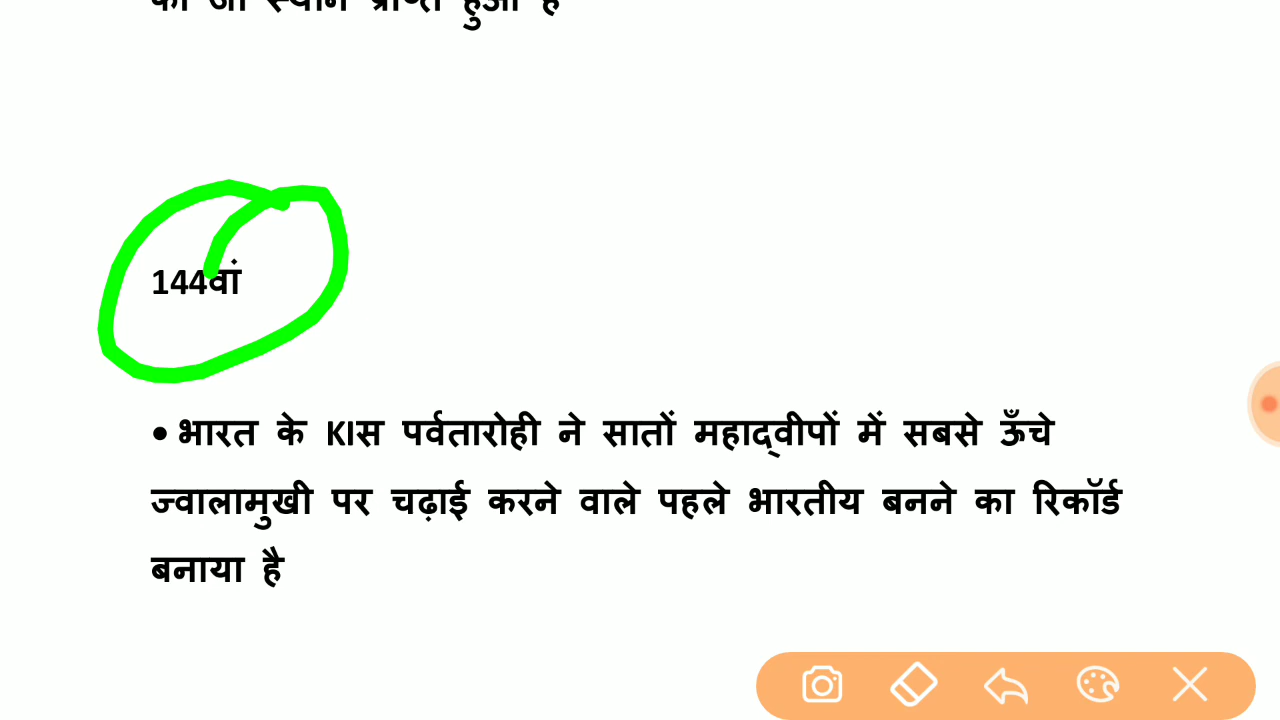 को जो स्थान प्राप्त हुआ है
144वां
• भारत के KIस पर्वतारोही ने सातों महाद्वीपों में सबसे ऊँचे
ज्वालामुखी पर चढ़ाई करने वाले पहले भारतीय बनने का रिकॉर्ड
बनाया है